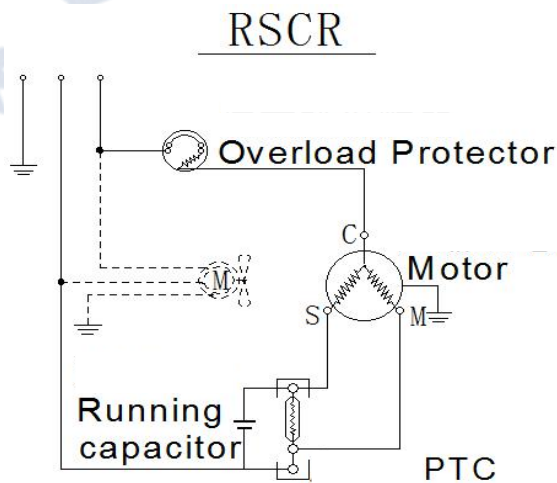 RSCR
Overload Protector
C
Motor
M
S
M
Running
capacitor
PTC